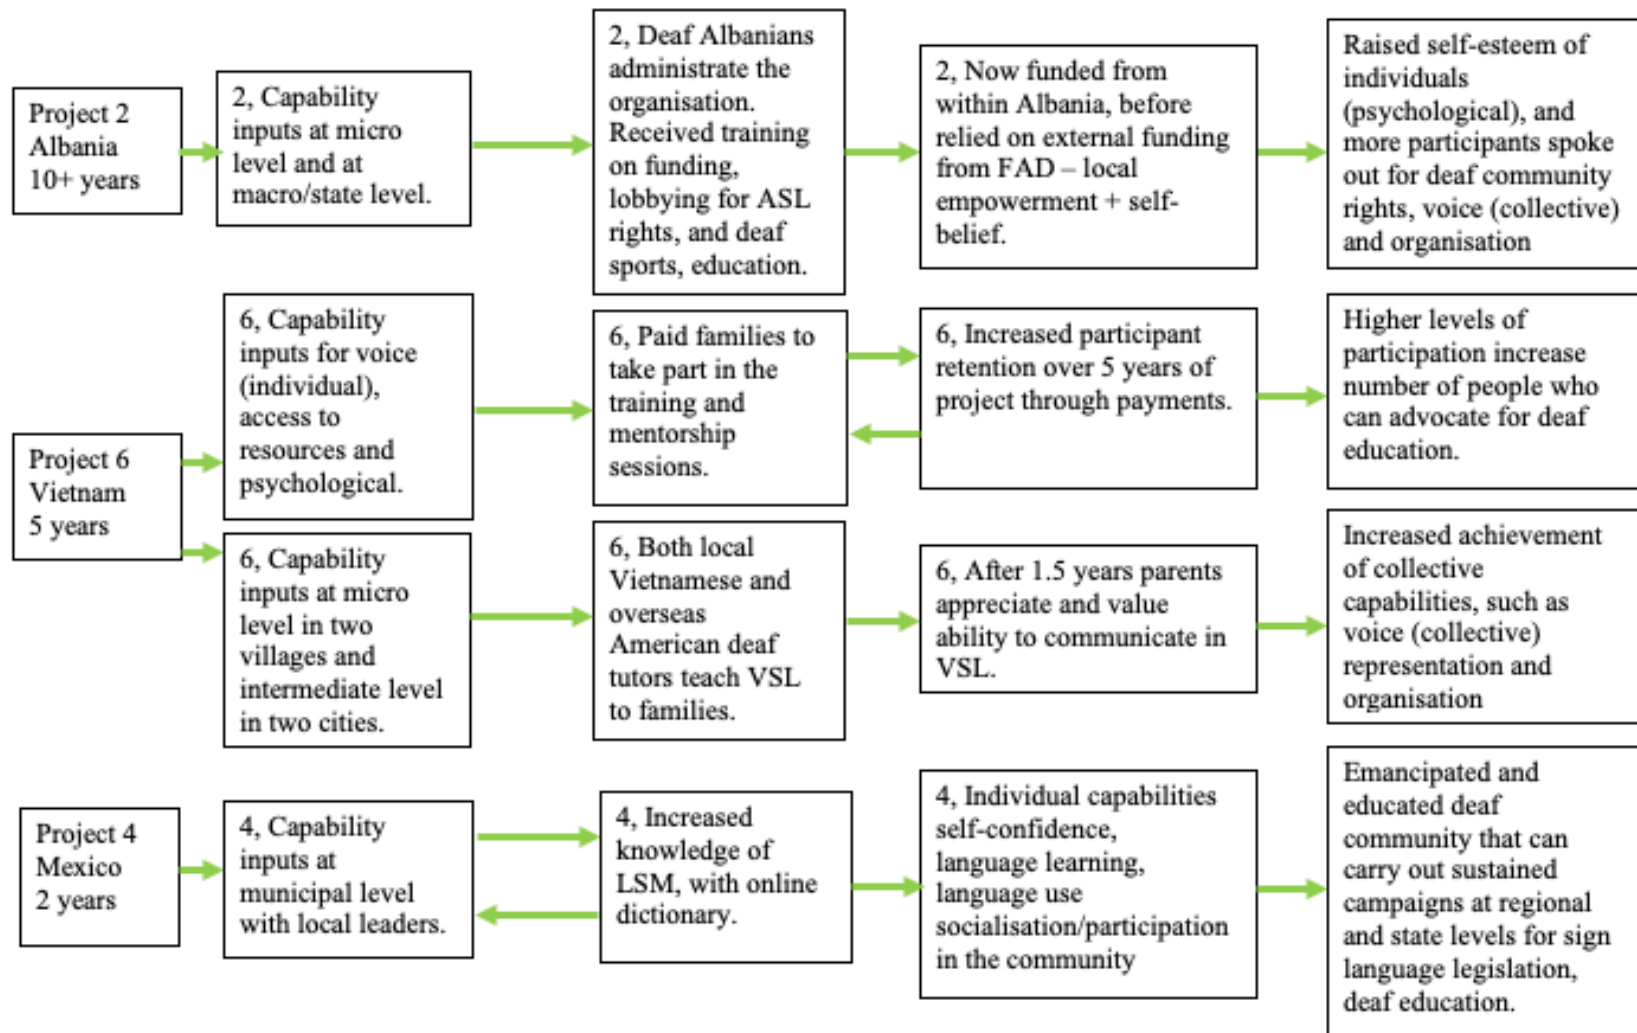 Project 2
Albania
10+ years
2, Capability
inputs at micro
level and at
macro/state level.
2, Deaf Albanians
administrate the
organisation.
Received training
on funding,
lobbying for ASL
rights, and deaf
sports, education.
2, Now funded from
within Albania, before
relied on external funding
from FAD – local
empowerment + self-
belief.
Raised self-esteem of
individuals
(psychological), and
more participants spoke
out for deaf community
rights, voice (collective)
and organisation
Project 6
Vietnam
5 years
6, Capability
inputs for voice
(individual),
access to
resources and
psychological.
6, Paid families to
take part in the
training and
mentorship
sessions.
6, Increased participant
retention over 5 years of
project through payments.
Higher levels of
participation increase
number of people who
can advocate for deaf
education.
6, Capability
inputs at micro
level in two
villages and
intermediate level
in two cities.
6, Both local
Vietnamese and
overseas
American deaf
tutors teach VSL
to families.
6, After 1.5 years parents
appreciate and value
ability to communicate in
VSL.
Increased achievement
of collective
capabilities, such as
voice (collective)
representation and
organisation
Project 4
Mexico
2 years
4, Capability
inputs at
municipal level
with local leaders.
4, Increased
knowledge of
LSM, with online
dictionary.
4, Individual capabilities
self-confidence,
language learning,
language use
socialisation/participation
in the community
Emancipated and
educated deaf
community that can
carry out sustained
campaigns at regional
and state levels for sign
language legislation,
deaf education.